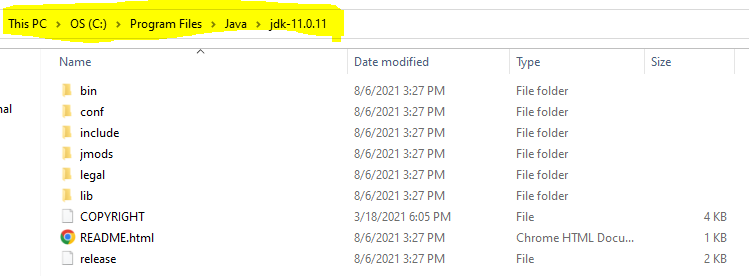 This PC > OS (C:) > Program Files > Java > jdk-11.0.11
Name Date modified Type Size
bin 8/6/2021 3:27 PM File folder
conf 8/6/2021 3:27 PM File folder
include 8/6/2021 3:27 PM File folder
nal
jmods 8/6/2021 3:27 PM File folder
legal 8/6/2021 3:27 PM File folder
lib 8/6/2021 3:27 PM File folder
COPYRIGHT 3/18/2021 6:05 PM File 4 KB
README.html 8/6/2021 3:27 PM Chrome HTML Docu... 1 KB
release 8/6/2021 3:27 PM File 2 KB